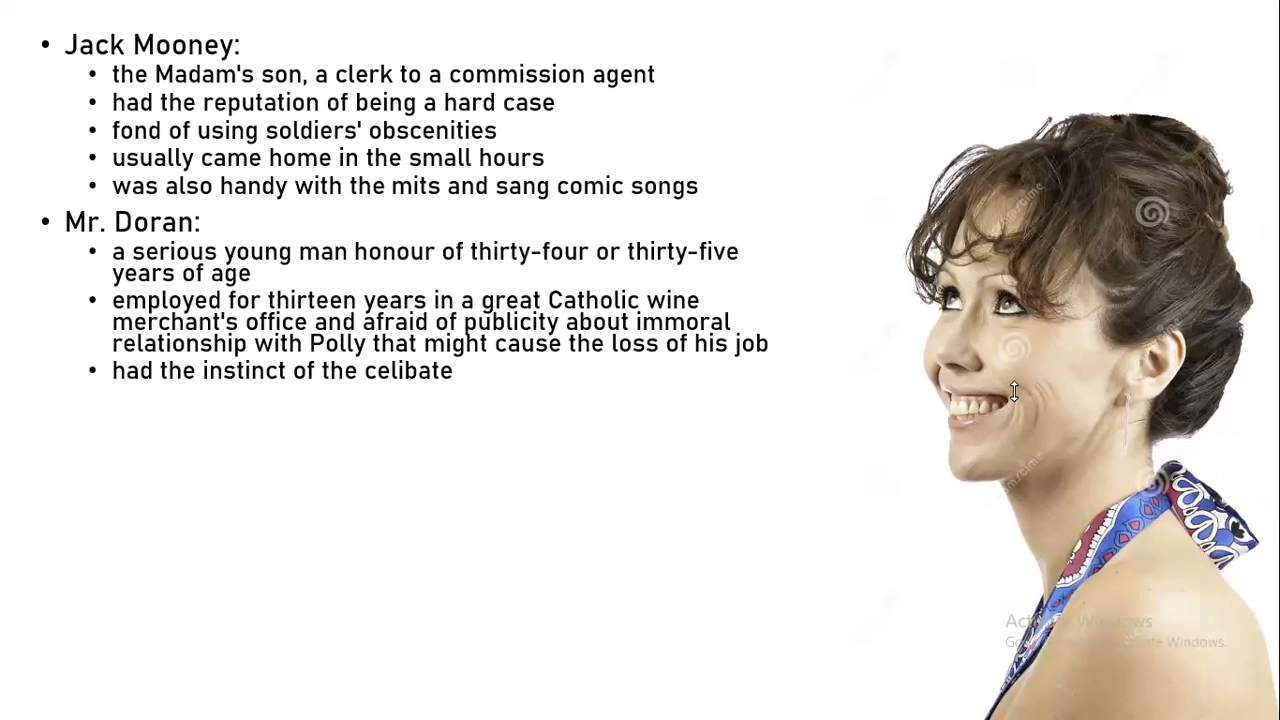 • Jack Mooney:
• the Madam's son, a clerk to a commission agent
• had the reputation of being a hard case
• fond of using soldiers' obscenities
• usually came home in the small hours
• was also handy with the mits and sang comic songs
• Mr. Doran:
• a serious young man honour of thirty-four or thirty-five
years of age
• employed for thirteen years in a great Catholic wine
merchant's office and afraid of publicity about immoral
relationship with Polly that might cause the loss of his job
• had the instinct of the celibate
Windows
Windows.